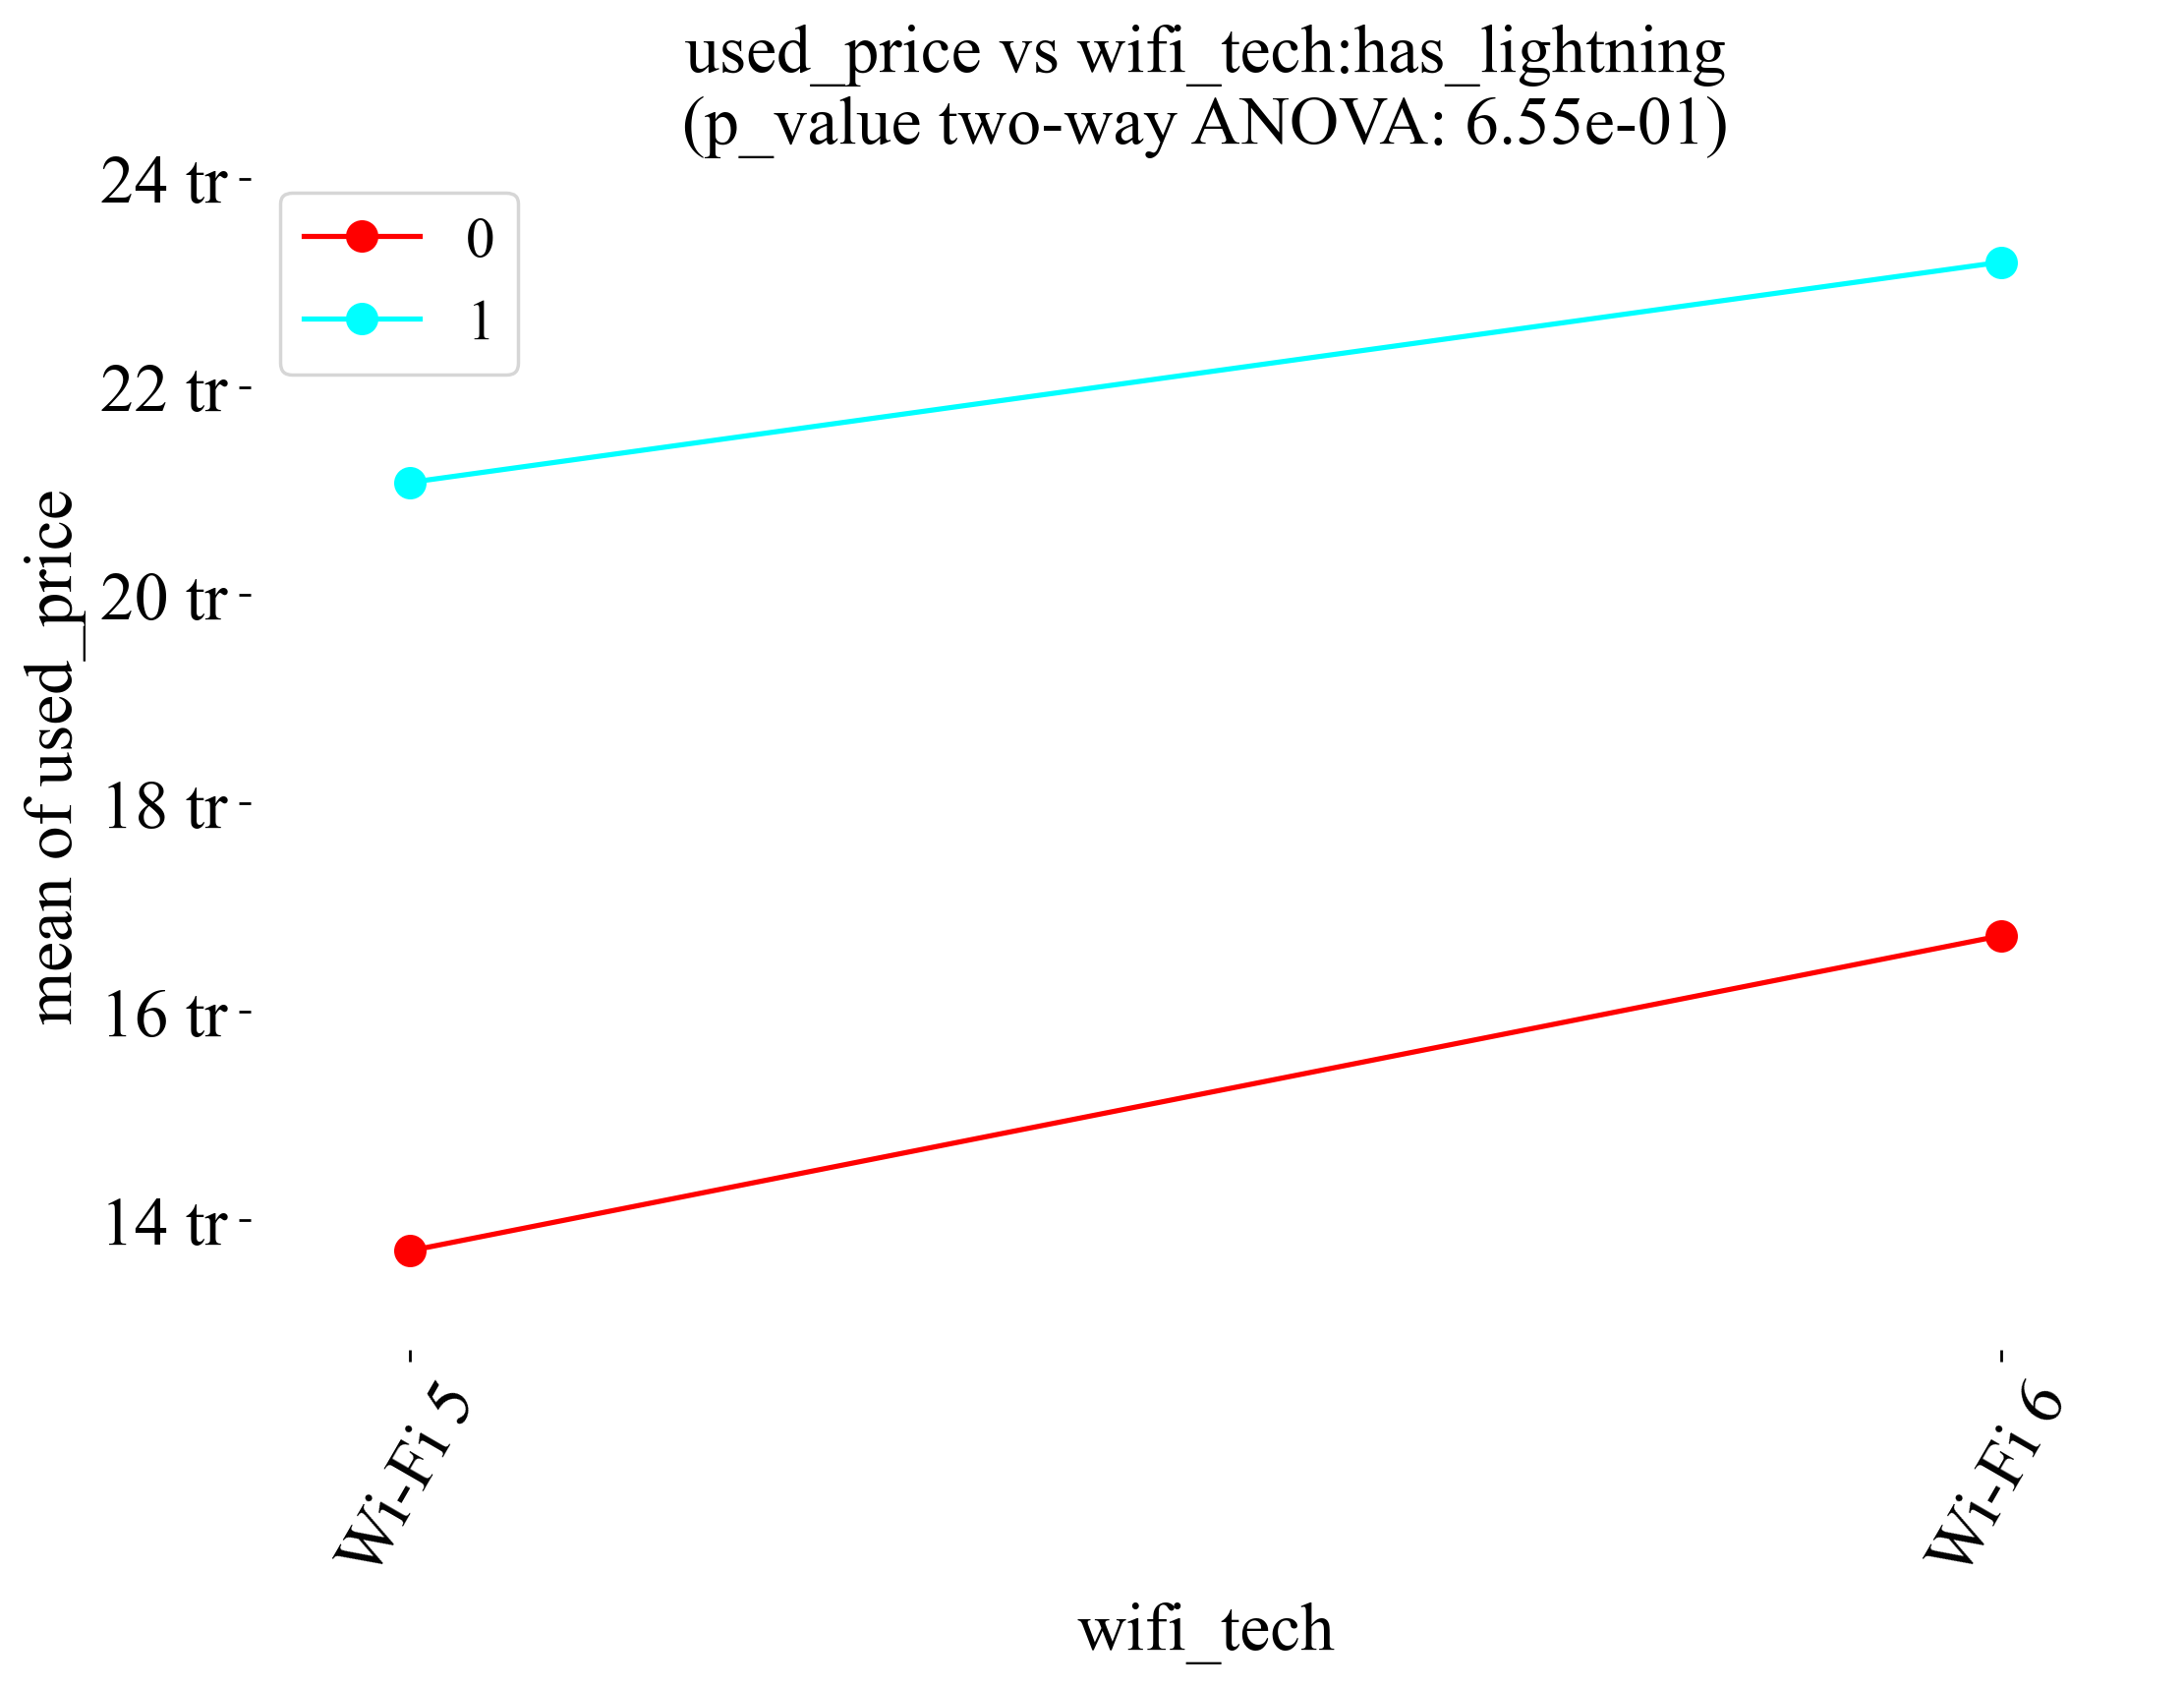 used_price vs wifi_tech:has_lightning
(p_value two-way ANOVA: 6.55e-01)
0
1
24 tr
22 tr
20 tr
18 tr
16 tr
14 tr
mean of used_price
Wi-Fi 5
Wi-Fi 6
wifi_tech